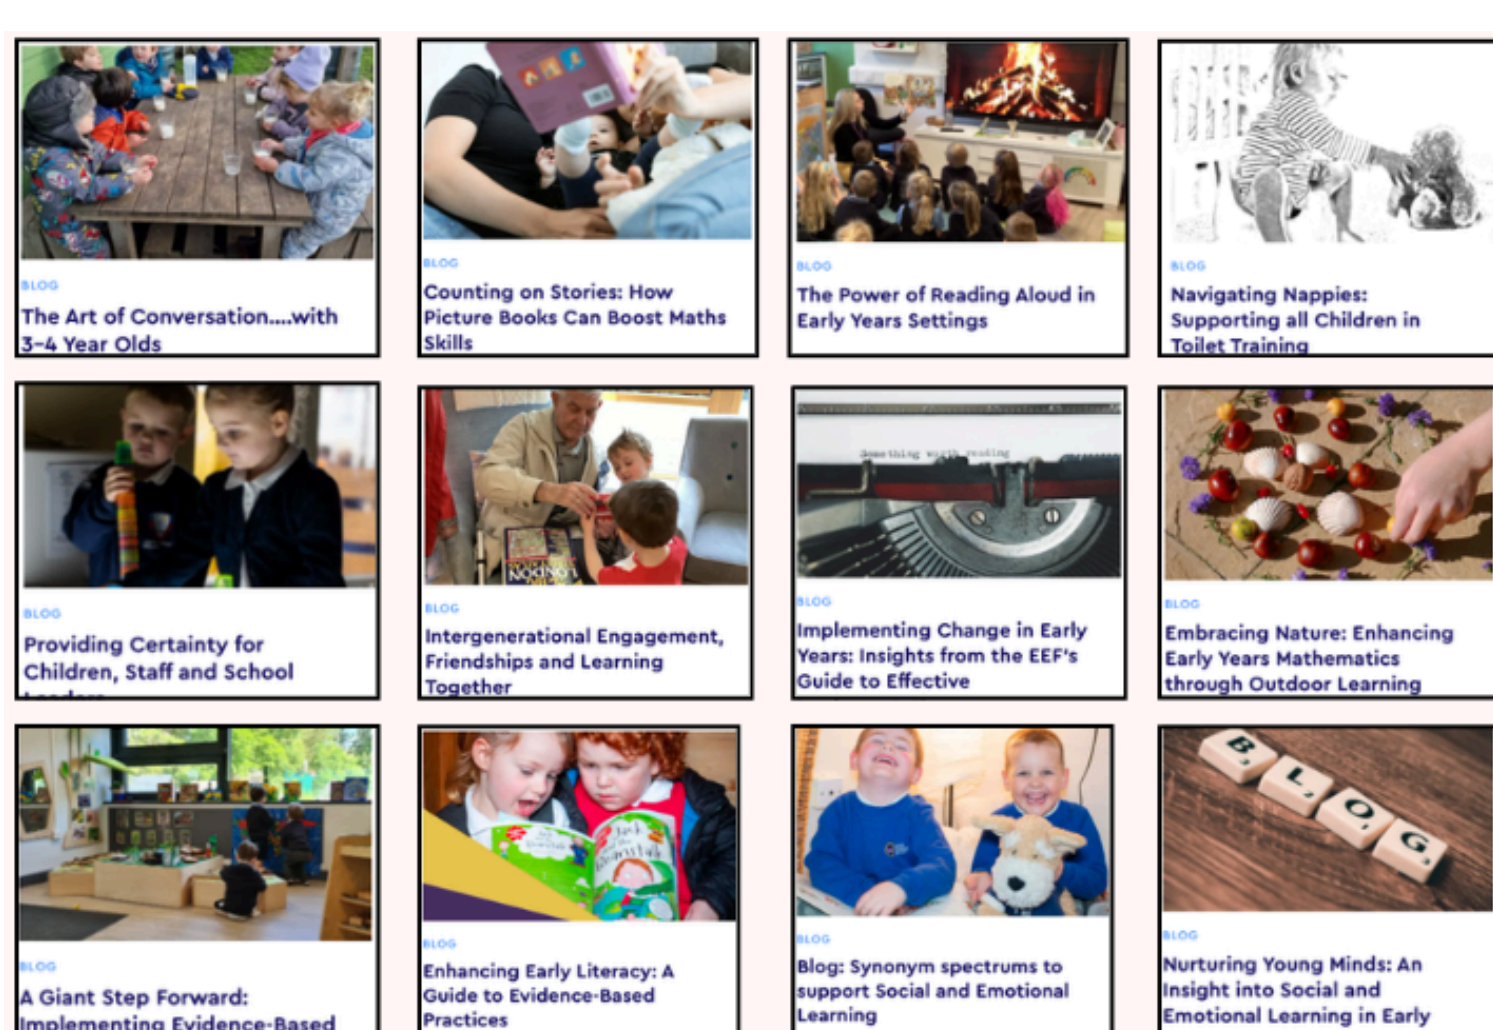 BLOG
The Art of Conversation....with
3-4 Year Olds
BLOG
Counting on Stories: How
Picture Books Can Boost Maths
Skills
BLOG
The Power of Reading Aloud in
Early Years Settings
BLOG
Navigating Nappies:
Supporting all Children in
Toilet Training
BLOG
Providing Certainty for
Children, Staff and School
Leaders
LONDON
BLOG
Intergenerational Engagement,
Friendships and Learning
Together
Something worth reading
BLOG
Implementing Change in Early
Years: Insights from the EEF's
Guide to Effective
BLOG
Embracing Nature: Enhancing
Early Years Mathematics
through Outdoor Learning
BLOG
A Giant Step Forward:
Implementing Evidence-Based
Jack
and the
Beanstalk
BLOG
Enhancing Early Literacy: A
Guide to Evidence-Based
Practices
BLOG
Blog: Synonym spectrums to
support Social and Emotional
Learning
B L O G
BLOG
Nurturing Young Minds: An
Insight into Social and
Emotional Learning in Early